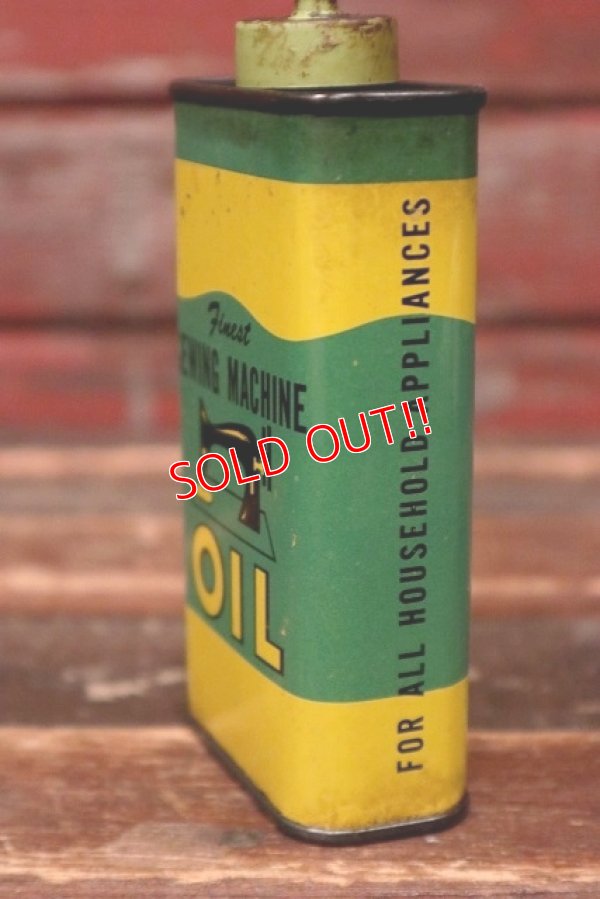 Finest
EWING MACHINE
OIL
FOR ALL HOUSEHOLD APPLIANCES
SOLD OUT!!